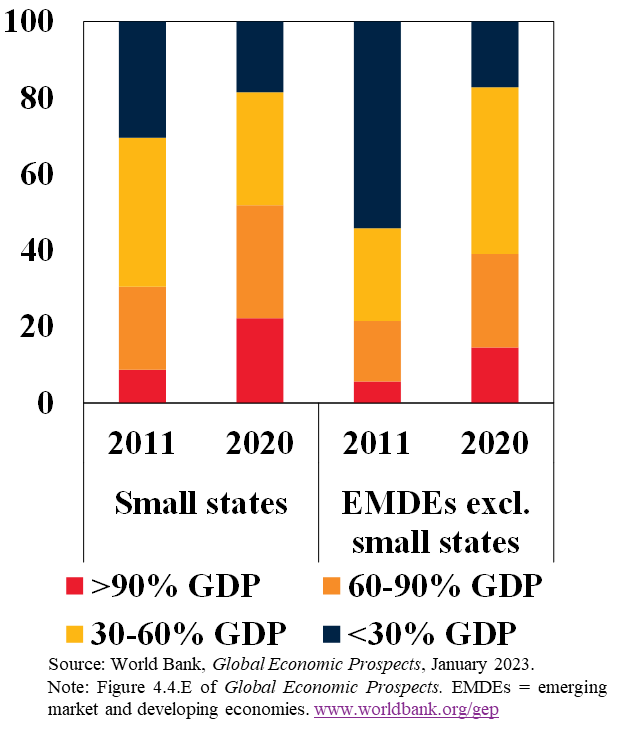 100
80
60
40
20
0
2011 2020 2011 2020
Small states
EMDEs excl.
small states
>90% GDP
60-90% GDP
30-60% GDP
<30% GDP
Source: World Bank, Global Economic Prospects, January 2023.
Note: Figure 4.4.E of Global Economic Prospects. EMDEs = emerging
market and developing economies. www.worldbank.org/gep